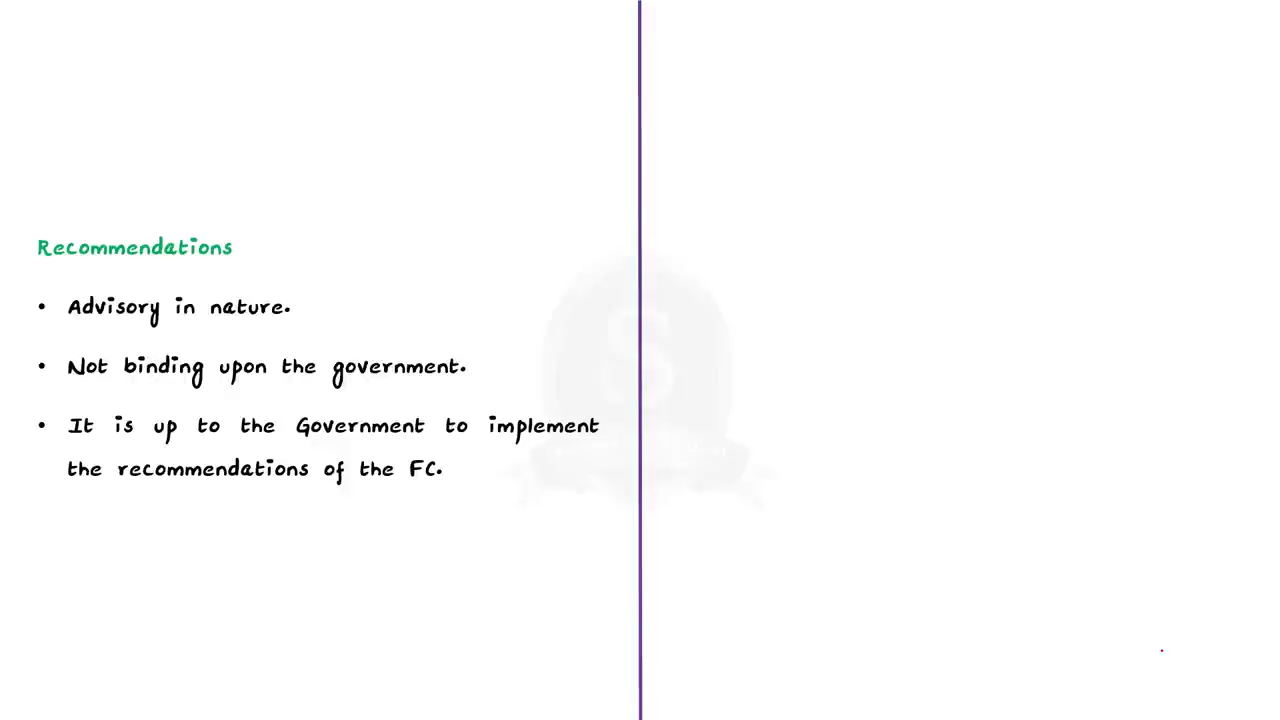 Recommendations
• Advisory in nature.
• Not binding upon the government.
• It is up to the Government to implement
the recommendations of the FC.